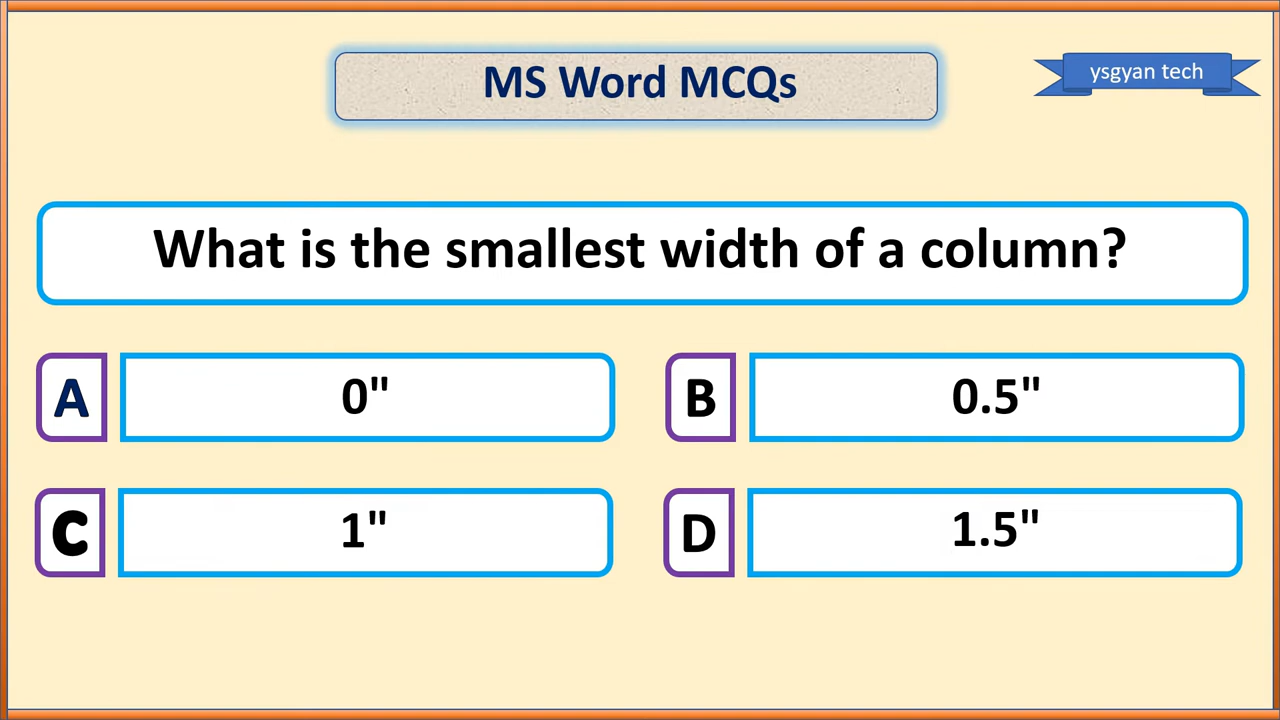 MS Word MCQs
ysgyan tech
What is the smallest width of a column?
A
0"
B
0.5"
C
1"
D
1.5"